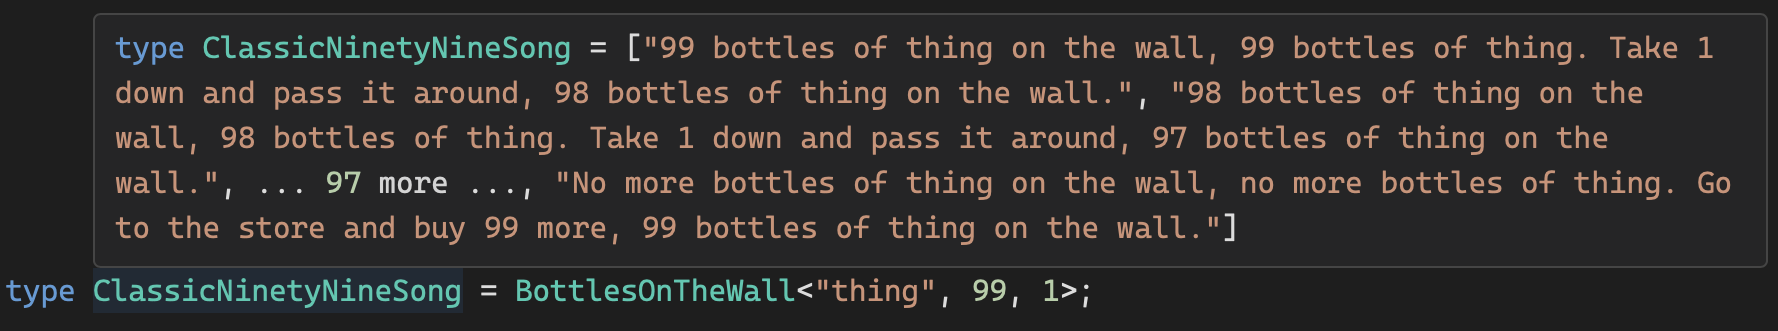 type ClassicNinetyNineSong = ["99 bottles of thing on the wall, 99 bottles of thing. Take 1
down and pass it around, 98 bottles of thing on the wall.", "98 bottles of thing on the
wall, 98 bottles of thing. Take 1 down and pass it around, 97 bottles of thing on the
wall.", ... 97 more ..., "No more bottles of thing on the wall, no more bottles of thing. Go
to the store and buy 99 more, 99 bottles of thing on the wall."]
type ClassicNinetyNineSong = BottlesOnTheWall<"thing", 99, 1>;